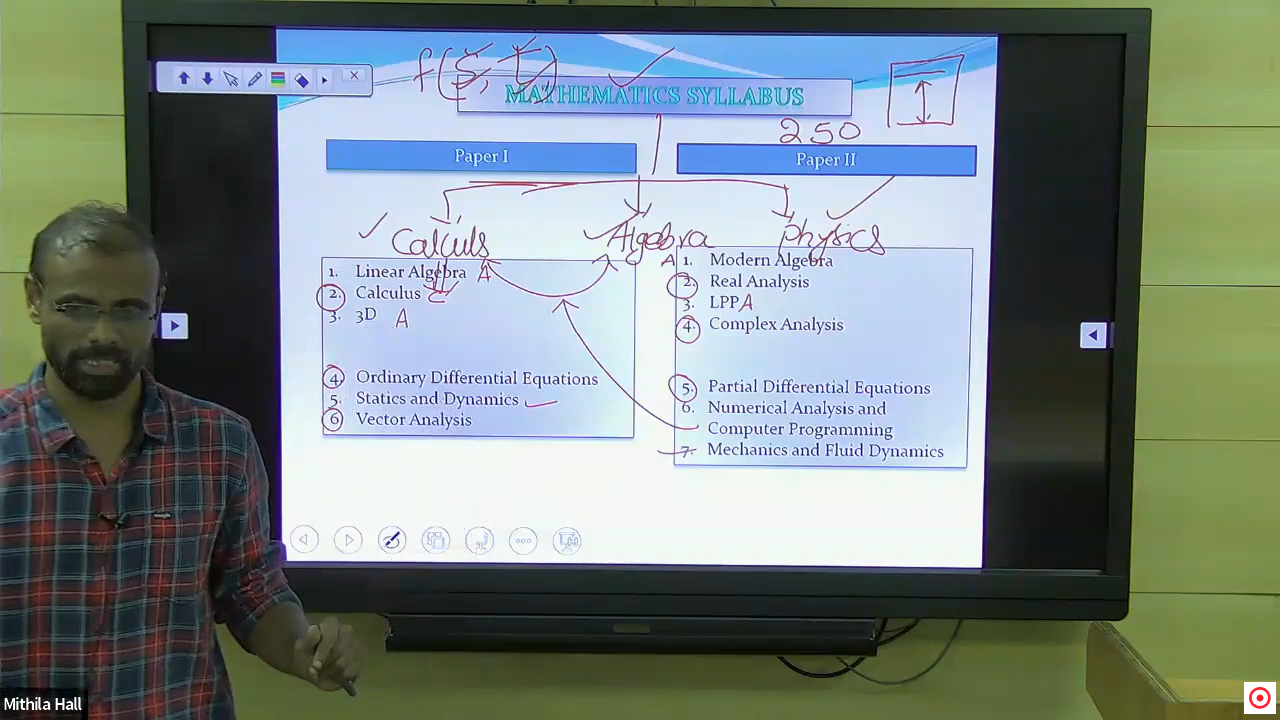 f(s, t)
MATHEMATICS SYLLABUS
250
Paper I
Paper II
Calculs
Algebra
Physics
1. Linear Algebra A
2. Calculus C
3. 3D A
4. Ordinary Differential Equations
5. Statics and Dynamics
6. Vector Analysis
A 1. Modern Algebra
2. Real Analysis
3. LPP A
4. Complex Analysis
5. Partial Differential Equations
6. Numerical Analysis and
Computer Programming
7. Mechanics and Fluid Dynamics
Mithila Hall